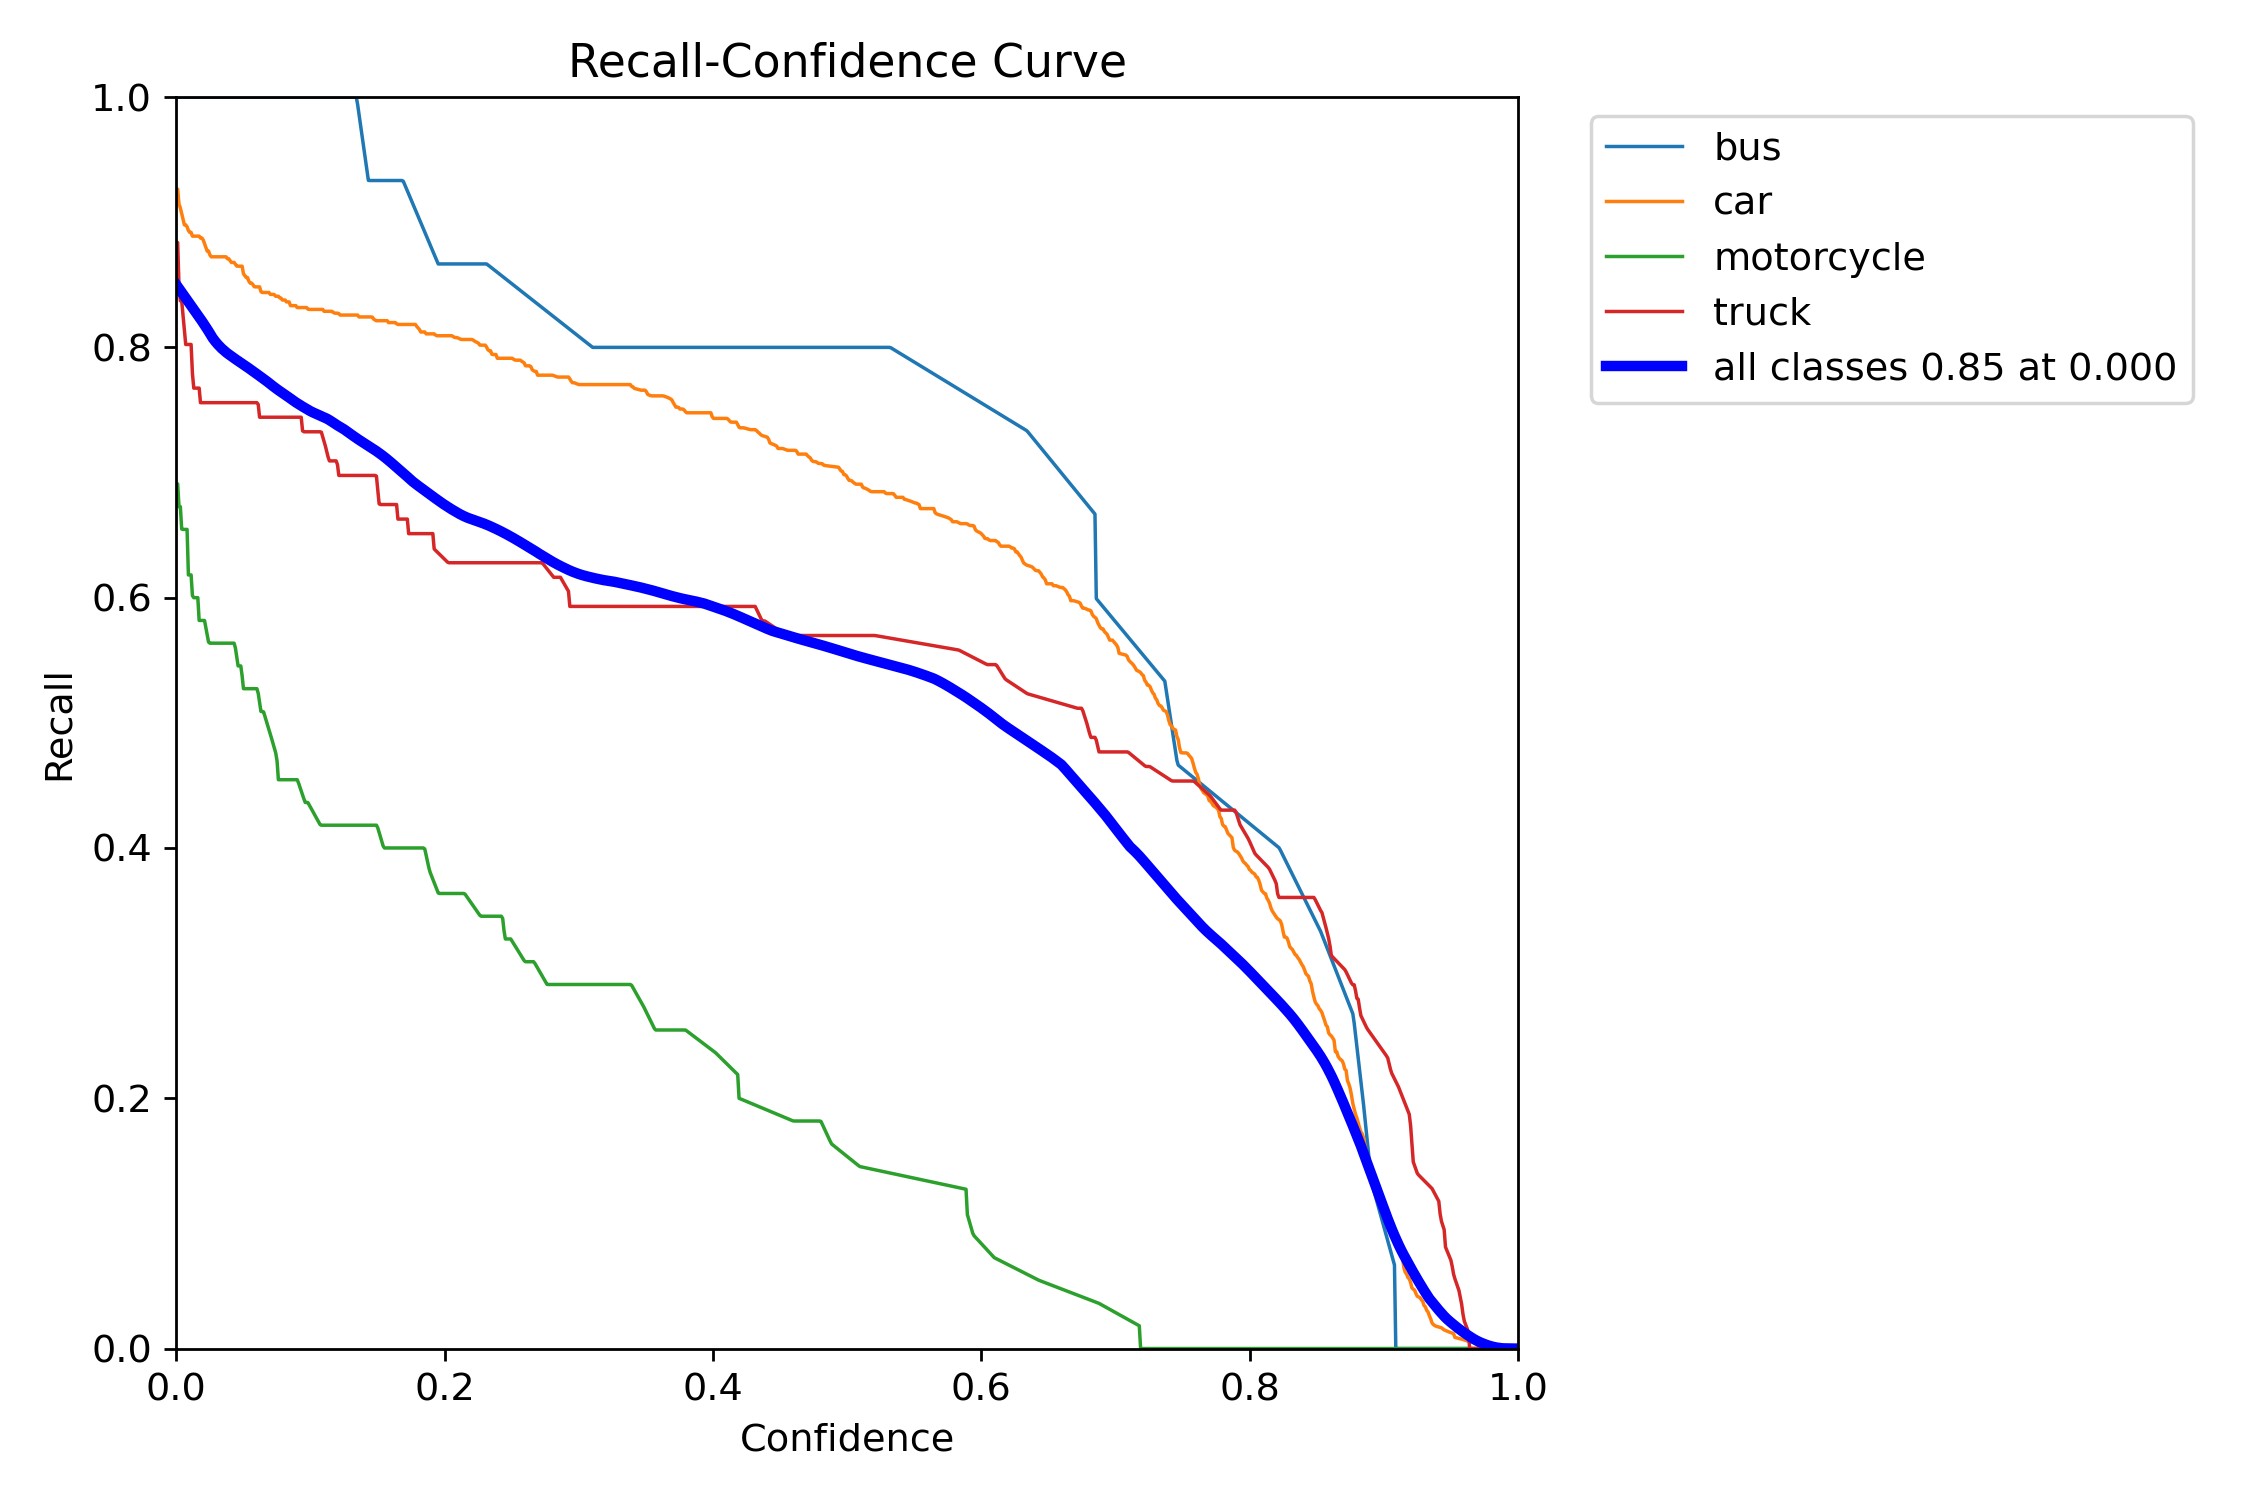 Recall-Confidence Curve
1.0
0.8
0.6
0.4
0.2
0.0
Recall
0.0 0.2 0.4 0.6 0.8 1.0
Confidence
bus
car
motorcycle
truck
all classes 0.85 at 0.000